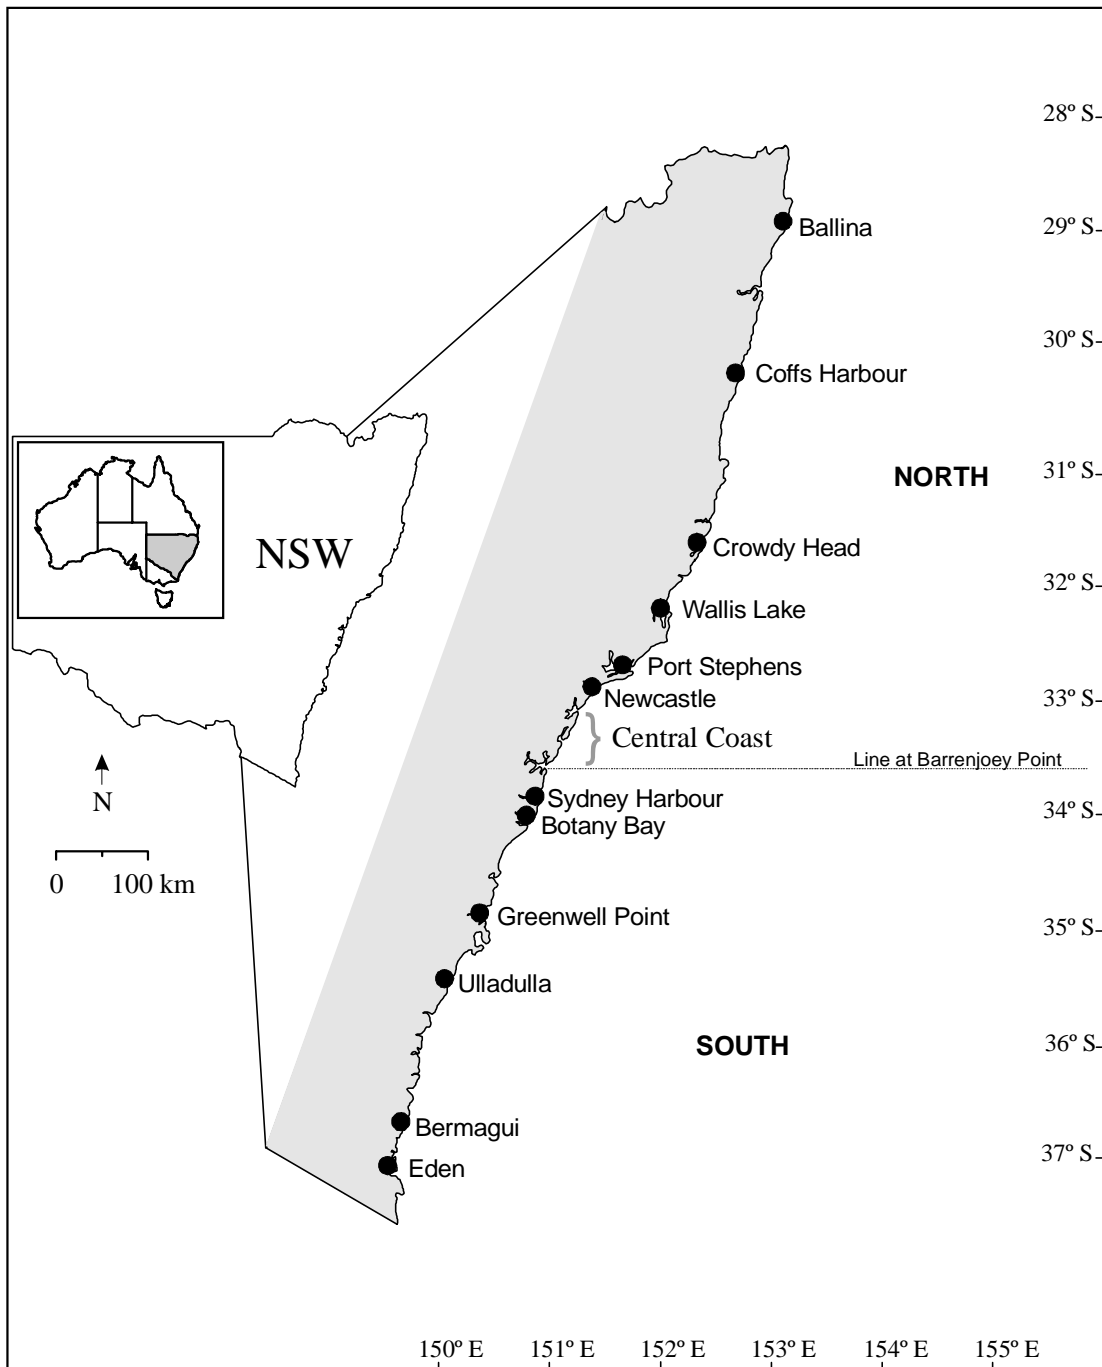 28º S
Ballina
29º S
30º S
Coffs Harbour
NORTH
31º S
NSW
Crowdy Head
32º S
Wallis Lake
Port Stephens
Newcastle
33º S
} Central Coast
Line at Barrenjoey Point
N
Sydney Harbour
34º S
Botany Bay
0 100 km
Greenwell Point
35º S
Ulladulla
SOUTH
36º S
Bermagui
37º S
Eden
150º E 151º E 152º E 153º E 154º E 155º E